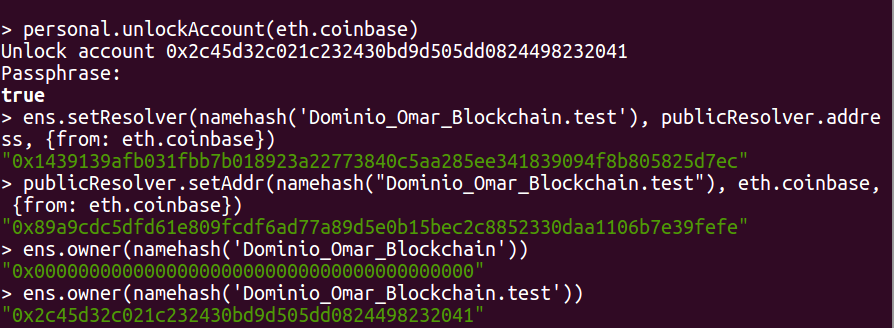 > personal.unlockAccount(eth.coinbase)
Unlock account 0x2c45d32c021c232430bd9d505dd0824498232041
Passphrase:
true
> ens.setResolver(namehash('Dominio_Omar_Blockchain.test'), publicResolver.addre
ss, {from: eth.coinbase})
"0x1439139afb031fbb7b018923a22773840c5aa285ee341839094f8b805825d7ec"
> publicResolver.setAddr(namehash("Dominio_Omar_Blockchain.test"), eth.coinbase,
 {from: eth.coinbase})
"0x89a9cdc5dfd61e809fcdf6ad77a89d5e0b15bec2c8852330daa1106b7e39fefe"
> ens.owner(namehash('Dominio_Omar_Blockchain'))
"0x0000000000000000000000000000000000000000"
> ens.owner(namehash('Dominio_Omar_Blockchain.test'))
"0x2c45d32c021c232430bd9d505dd0824498232041"